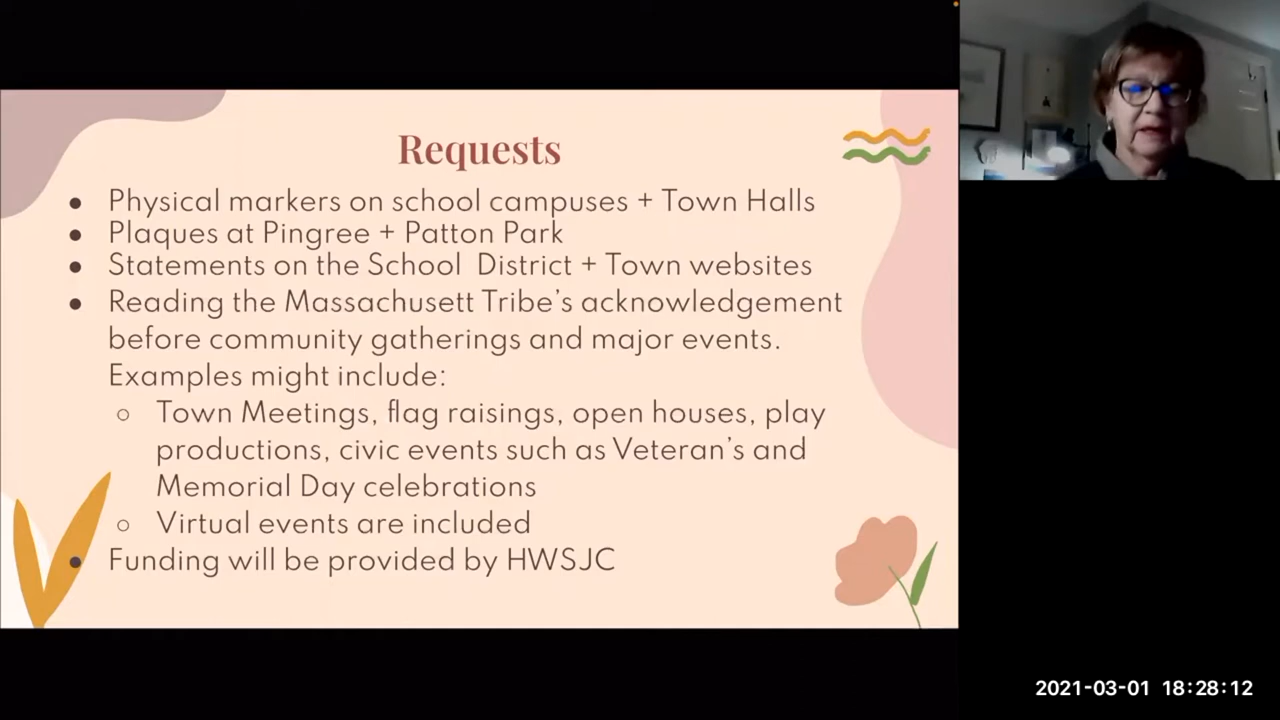 Requests
● Physical markers on school campuses + Town Halls
● Plaques at Pingree + Patton Park
● Statements on the School District + Town websites
● Reading the Massachusett Tribe’s acknowledgement
before community gatherings and major events.
Examples might include:
○ Town Meetings, flag raisings, open houses, play
productions, civic events such as Veteran’s and
Memorial Day celebrations
○ Virtual events are included
● Funding will be provided by HWSJC
2021-03-01 18:28:12